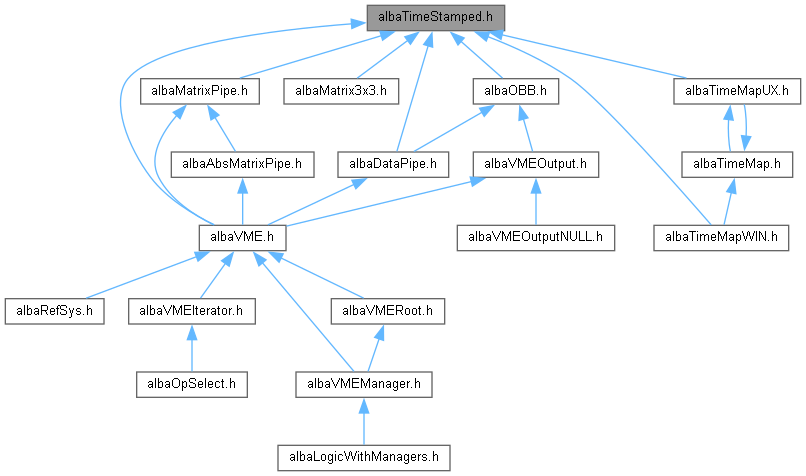 albaTimeStamped.h
albaMatrixPipe.h
albaMatrix3x3.h
albaOBB.h
albaTimeMapUX.h
albaAbsMatrixPipe.h
albaDataPipe.h
albaVMEOutput.h
albaTimeMap.h
albaVME.h
albaVMEOutputNULL.h
albaTimeMapWIN.h
albaRefSys.h
albaVMEIterator.h
albaVMERoot.h
albaOpSelect.h
albaVMEManager.h
albaLogicWithManagers.h